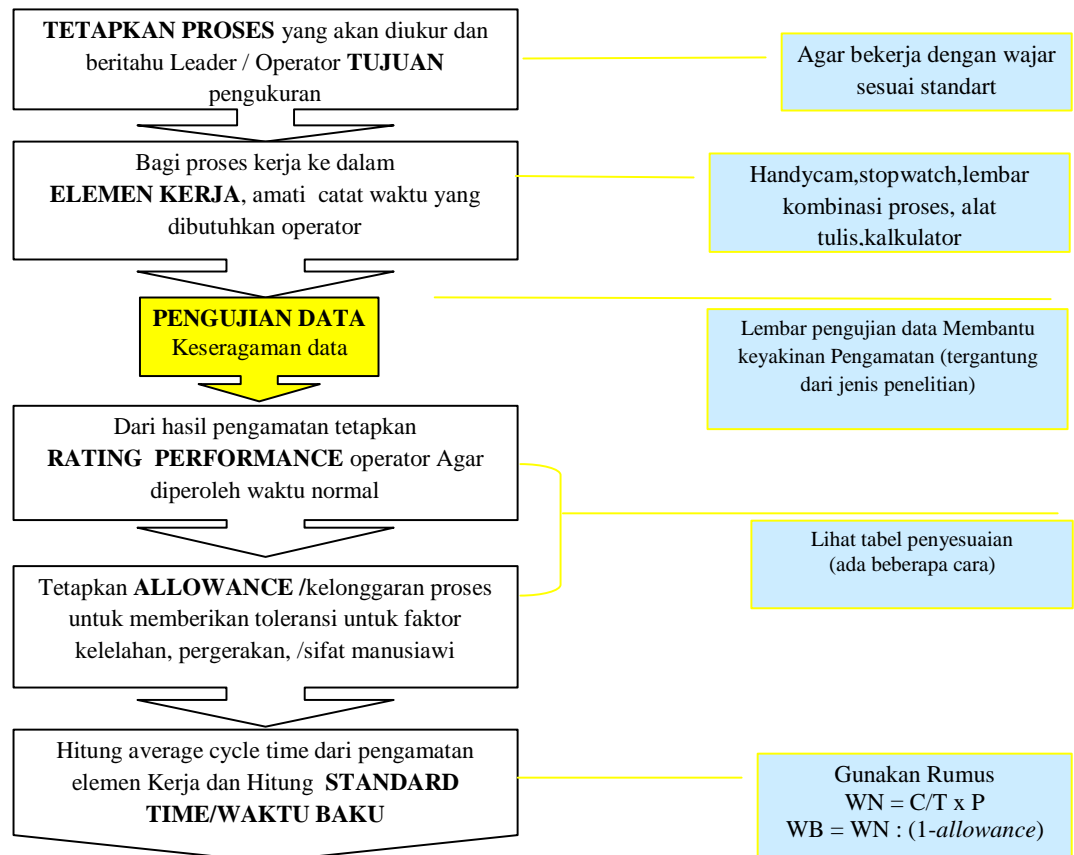 TETAPKAN PROSES yang akan diukur dan
beritahu Leader / Operator TUJUAN
pengukuran
Agar bekerja dengan wajar
sesuai standart
Bagi proses kerja ke dalam
ELEMEN KERJA, amati catat waktu yang
dibutuhkan operator
Handycam,stopwatch,lembar
kombinasi proses, alat
tulis,kalkulator
PENGUJIAN DATA
Keseragaman data
Lembar pengujian data Membantu
keyakinan Pengamatan (tergantung
dari jenis penelitian)
Dari hasil pengamatan tetapkan
RATING PERFORMANCE operator Agar
diperoleh waktu normal
Lihat tabel penyesuaian
(ada beberapa cara)
Tetapkan ALLOWANCE /kelonggaran proses
untuk memberikan toleransi untuk faktor
kelelahan, pergerakan, /sifat manusiawi
Hitung average cycle time dari pengamatan
elemen Kerja dan Hitung STANDARD
TIME/WAKTU BAKU
Gunakan Rumus
WN = C/T x P
WB = WN : (1-allowance)